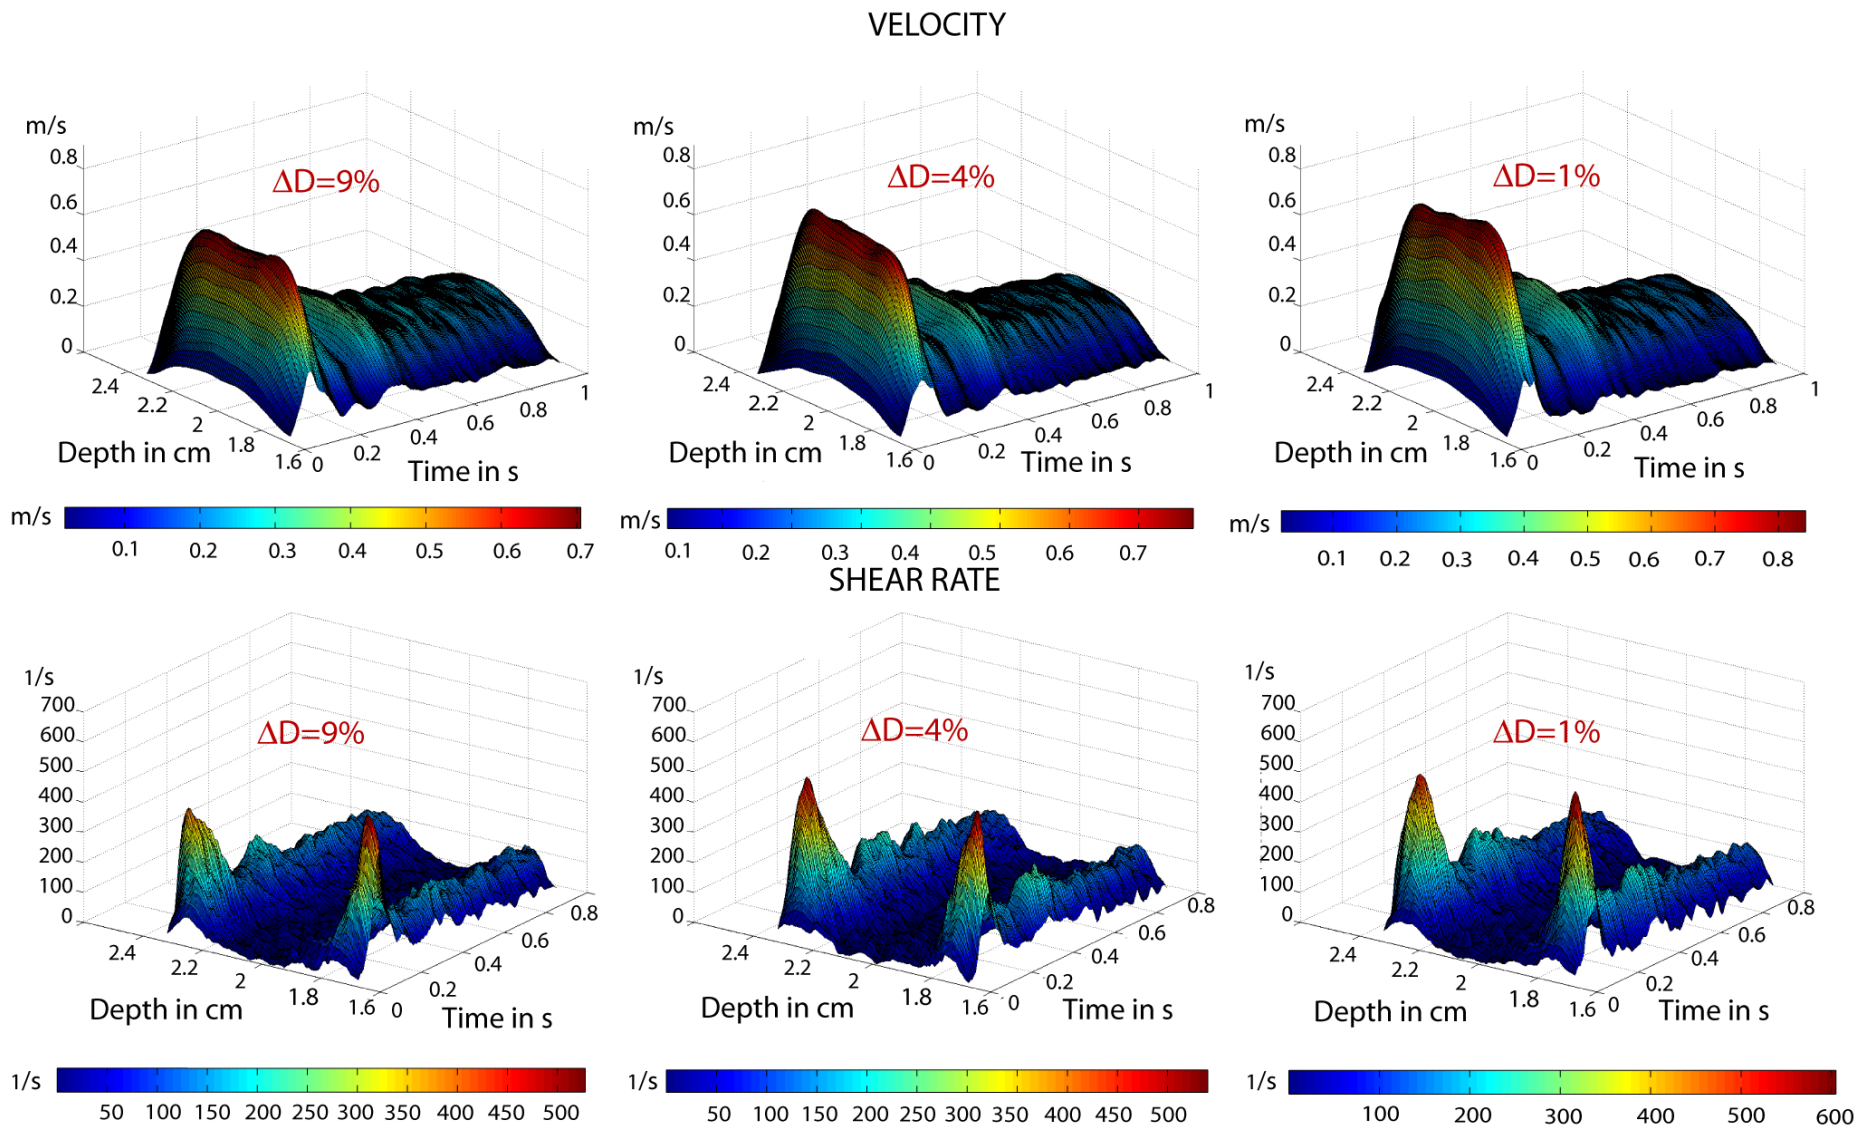 VELOCITY
m/s
0.8
0.6
0.4
0.2
0
ΔD=9%
2.4
2.2
2
1.8
1.6
0
0.2
0.4
0.6
0.8
1
Depth in cm
Time in s
m/s
0.8
0.6
0.4
0.2
0
ΔD=4%
2.4
2.2
2
1.8
1.6
0
0.2
0.4
0.6
0.8
1
Depth in cm
Time in s
m/s
0.8
0.6
0.4
0.2
0
ΔD=1%
2.4
2.2
2
1.8
1.6
0
0.2
0.4
0.6
0.8
1
Depth in cm
Time in s
m/s
0.1 0.2 0.3 0.4 0.5 0.6 0.7
m/s
0.1 0.2 0.3 0.4 0.5 0.6 0.7
m/s
0.1 0.2 0.3 0.4 0.5 0.6 0.7 0.8
SHEAR RATE
1/s
700
600
500
400
300
200
100
0
ΔD=9%
2.4
2.2
2
1.8
1.6
0
0.2
0.4
0.6
0.8
Depth in cm
Time in s
1/s
700
600
500
400
300
200
100
0
ΔD=4%
2.4
2.2
2
1.8
1.6
0
0.2
0.4
0.6
0.8
Depth in cm
Time in s
1/s
700
600
500
400
300
200
100
0
ΔD=1%
2.4
2.2
2
1.8
1.6
0
0.2
0.4
0.6
0.8
Depth in cm
Time in s
1/s
50 100 150 200 250 300 350 400 450 500
1/s
50 100 150 200 250 300 350 400 450 500
1/s
100 200 300 400 500 600